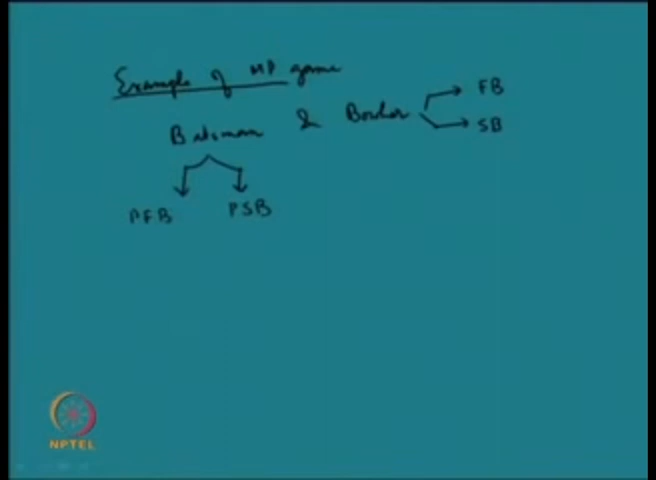 Example of MP game
Batsman & Bowler FB
SB
PFB PSB
NPTEL